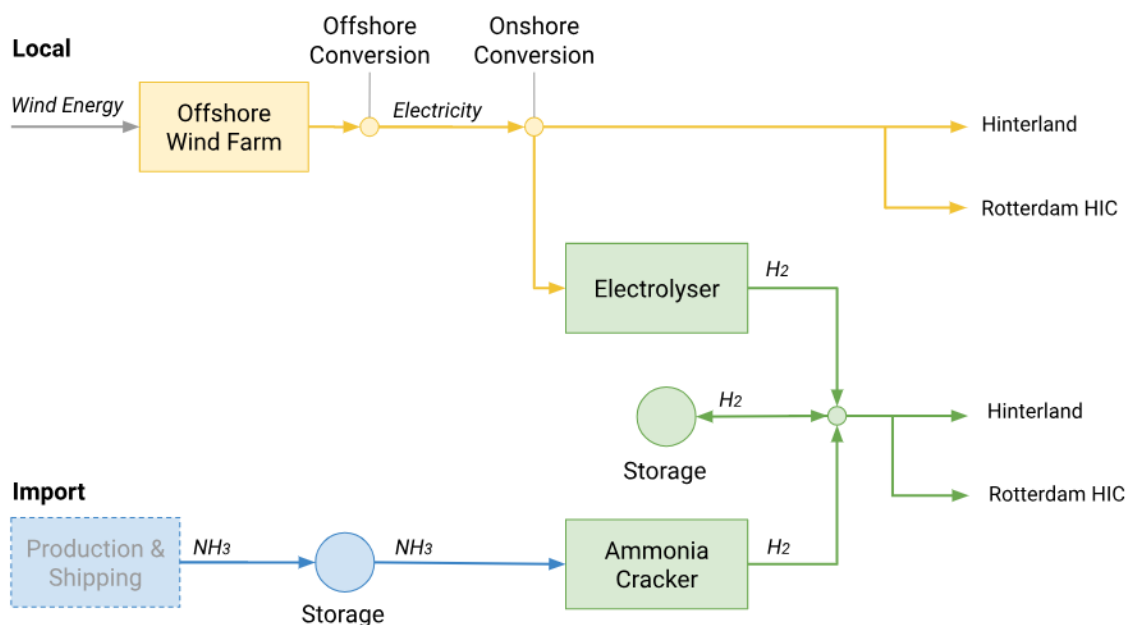 Local
Offshore
Conversion
Onshore
Conversion
Wind Energy
Offshore
Wind Farm
Electricity
Hinterland
Rotterdam HIC
Electrolyser
H2
H2
Storage
Hinterland
Rotterdam HIC
Import
Production &
Shipping
NH3
Storage
NH3
Ammonia
Cracker
H2